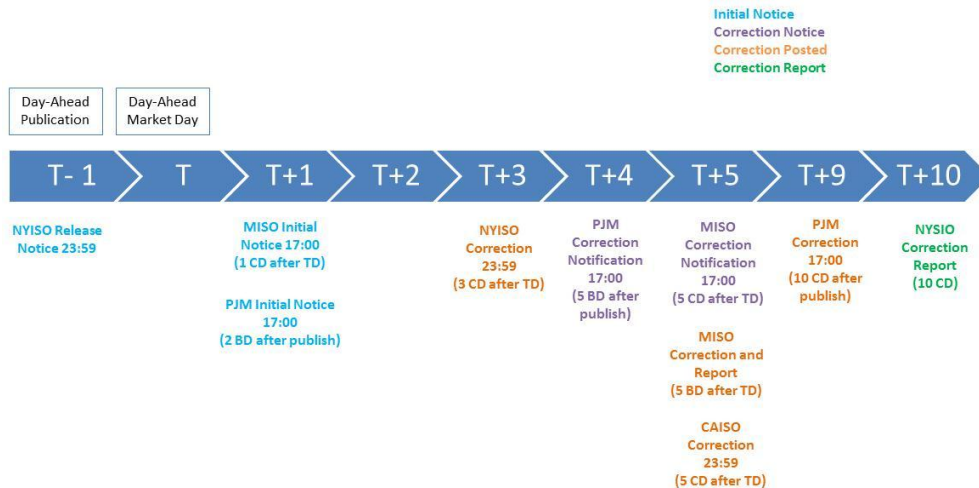 Initial Notice
Correction Notice
Correction Posted
Correction Report
Day-Ahead
Publication
Day-Ahead
Market Day
T- 1
T
T+1
T+2
T+3
T+4
T+5
T+9
T+10
NYISO Release
Notice 23:59
MISO Initial
Notice 17:00
(1 CD after TD)
PJM Initial Notice
17:00
(2 BD after publish)
NYISO
Correction
23:59
(3 CD after TD)
PJM
Correction
Notification
17:00
(5 BD after
publish)
MISO
Correction
Notification
17:00
(5 CD after TD)
MISO
Correction and
Report
(5 BD after TD)
CAISO
Correction
23:59
(5 CD after TD)
PJM
Correction
17:00
(10 CD after
publish)
NYSIO
Correction
Report
(10 CD)